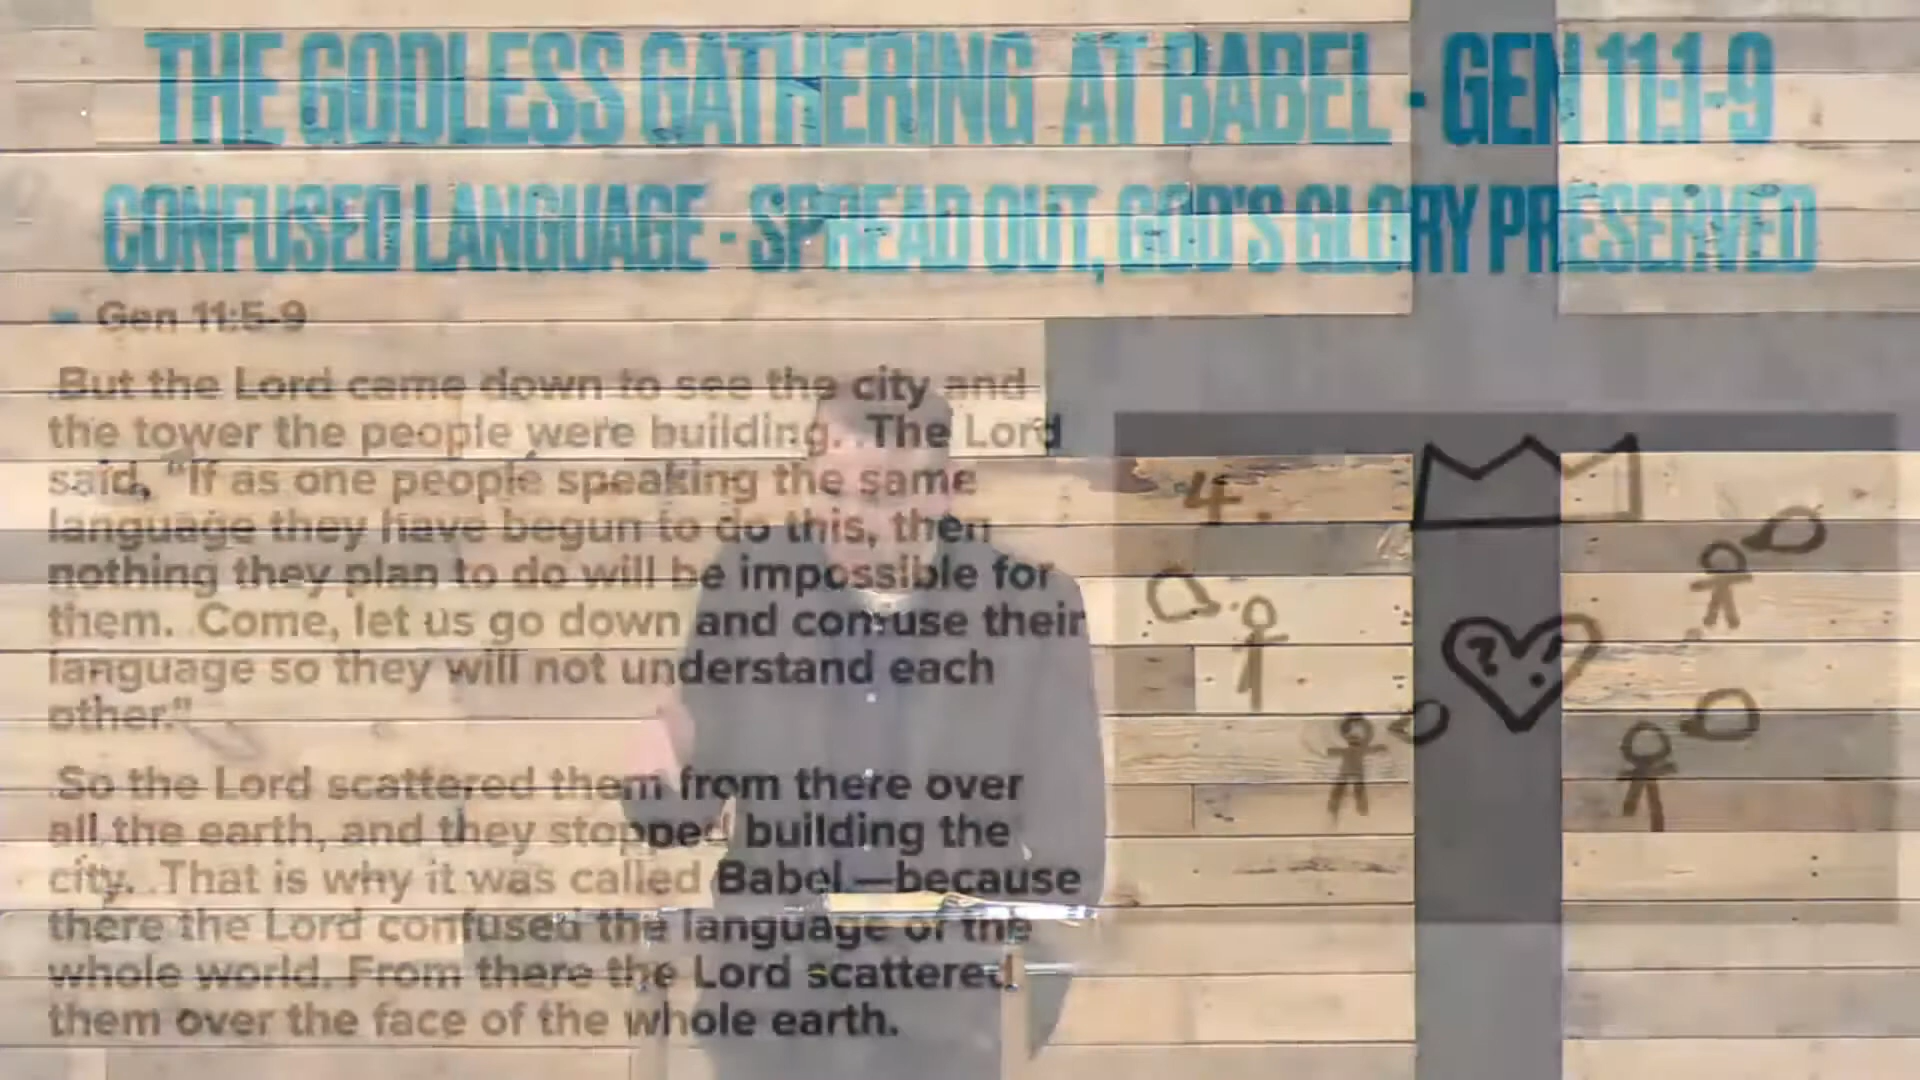 THE GODLESS GATHERING AT BABEL - GEN 11:1-9
CONFUSED LANGUAGE - SPREAD OUT, GOD'S GLORY PRESERVED
- Gen 11:5-9
But the Lord came down to see the city and
the tower the people were building. The Lord
said, "If as one people speaking the same
language they have begun to do this, then
nothing they plan to do will be impossible for
them. Come, let us go down and confuse their
language so they will not understand each
other."
So the Lord scattered them from there over
all the earth, and they stopped building the
city. That is why it was called Babel —because
there the Lord confused the language of the
whole world. From there the Lord scattered
them over the face of the whole earth.
4.
? !